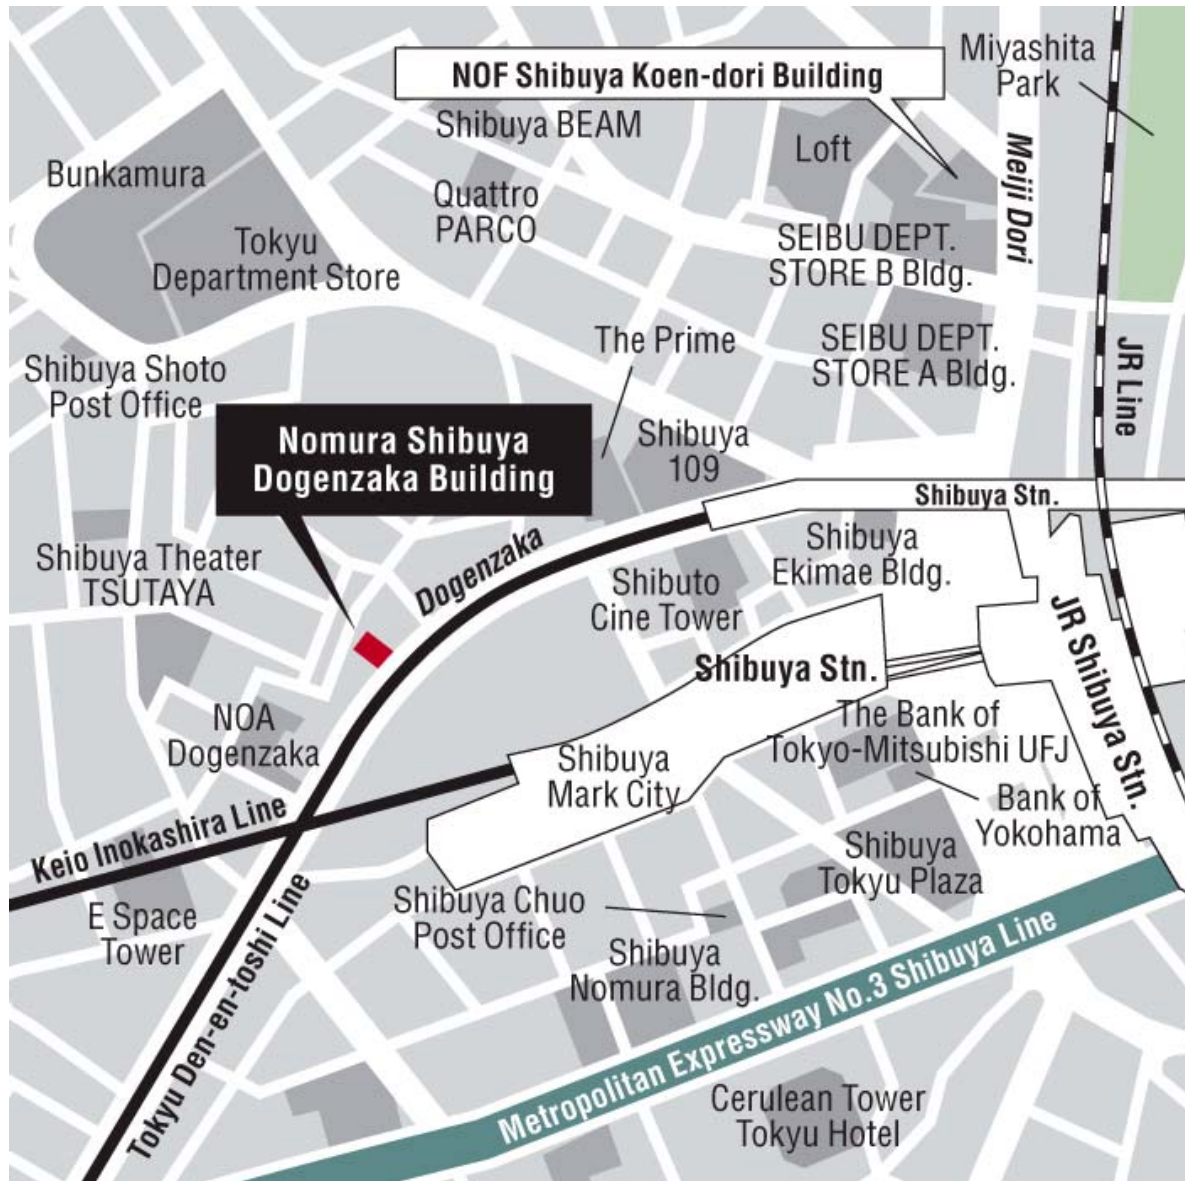 Miyashita
Park
NOF Shibuya Koen-dori Building
Shibuya BEAM
Loft
Meiji Dori
Bunkamura
Quattro
PARCO
Tokyu
Department Store
SEIBU DEPT.
STORE B Bldg.
The Prime
SEIBU DEPT.
STORE A Bldg.
JR Line
Shibuya Shoto
Post Office
Nomura Shibuya
Dogenzaka Building
Shibuya
109
Shibuya Stn.
Shibuya Theater
TSUTAYA
Dogenzaka
Shibuya
Ekimae Bldg.
Shibuto
Cine Tower
JR Shibuya Stn.
Shibuya Stn.
NOA
Dogenzaka
The Bank of
Tokyo-Mitsubishi UFJ
Shibuya
Mark City
Bank of
Yokohama
Keio Inokashira Line
Shibuya
Tokyu Plaza
E Space
Tower
Tokyu Den-en-toshi Line
Shibuya Chuo
Post Office
Shibuya
Nomura Bldg.
Metropolitan Expressway No.3 Shibuya Line
Cerulean Tower
Tokyu Hotel